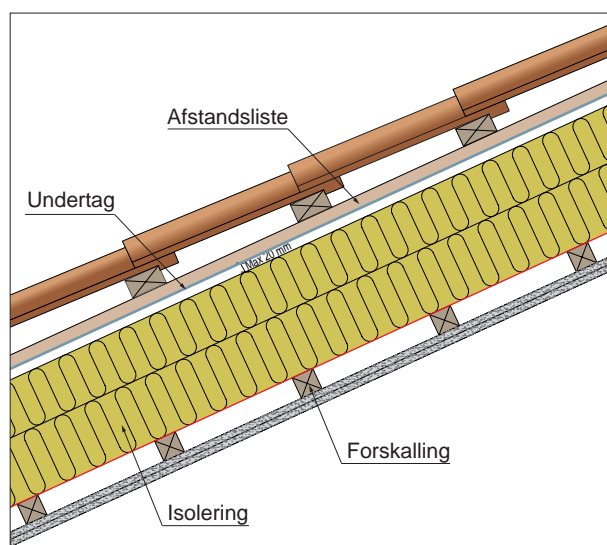 Afstandsliste
Undertag
Max 20 mm
Forskalling
Isolering